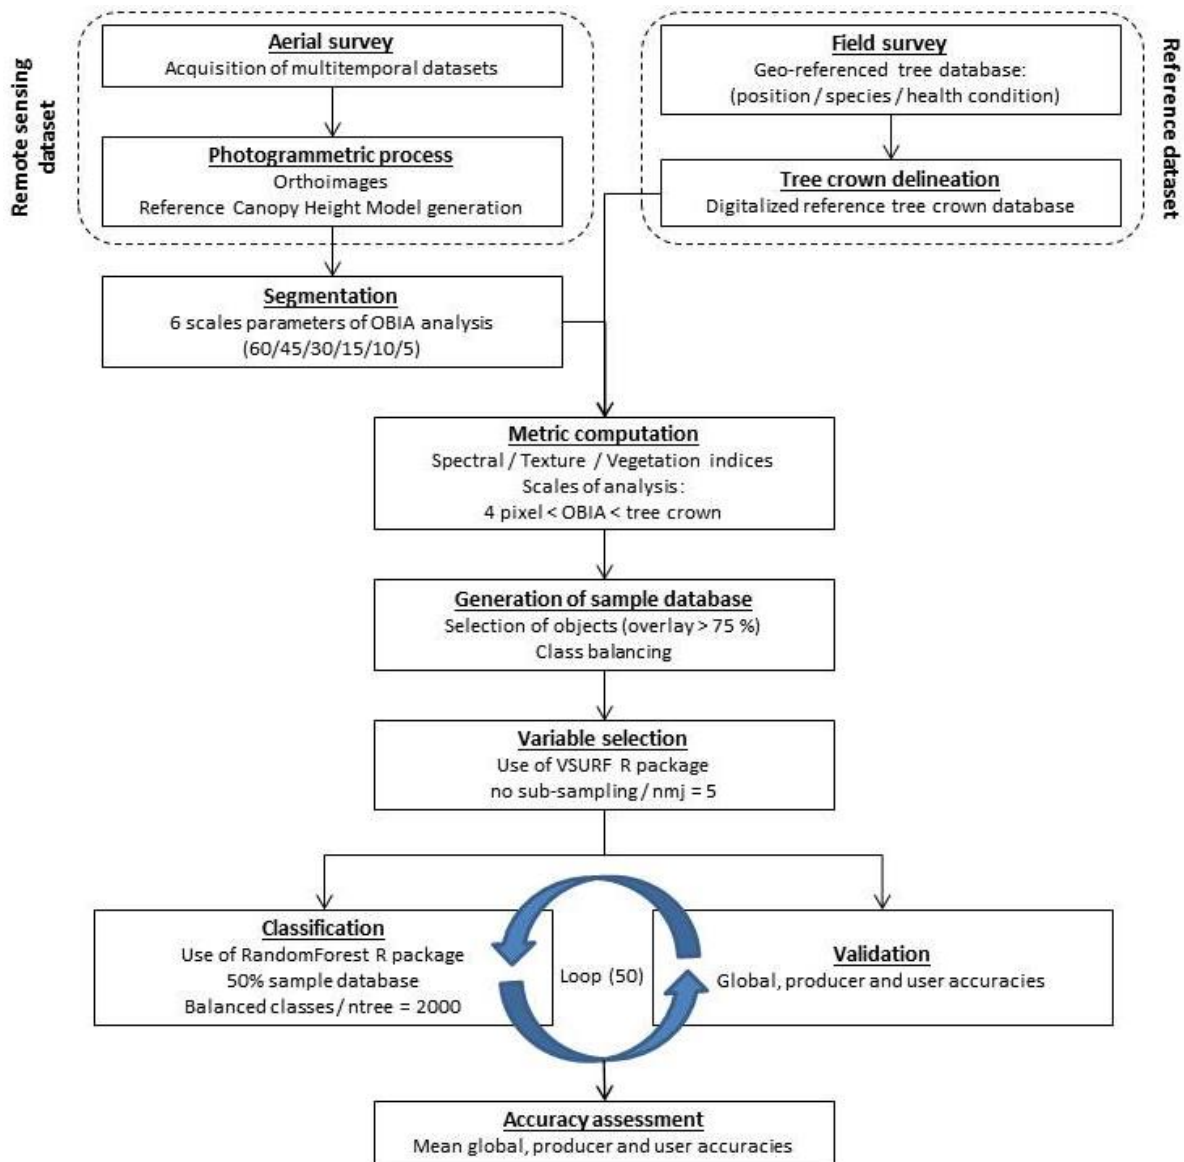 Remote sensing
dataset
Aerial survey
Acquisition of multitemporal datasets
Photogrammetric process
Orthoimages
Reference Canopy Height Model generation
Field survey
Geo-referenced tree database:
(position / species / health condition)
Tree crown delineation
Digitalized reference tree crown database
Reference dataset
Segmentation
6 scales parameters of OBIA analysis
(60/45/30/15/10/5)
Metric computation
Spectral / Texture / Vegetation indices
Scales of analysis:
4 pixel < OBIA < tree crown
Generation of sample database
Selection of objects (overlay > 75 %)
Class balancing
Variable selection
Use of VSURF R package
no sub-sampling / nmj = 5
Classification
Use of RandomForest R package
50% sample database
Balanced classes / ntree = 2000
Loop (50)
Validation
Global, producer and user accuracies
Accuracy assessment
Mean global, producer and user accuracies